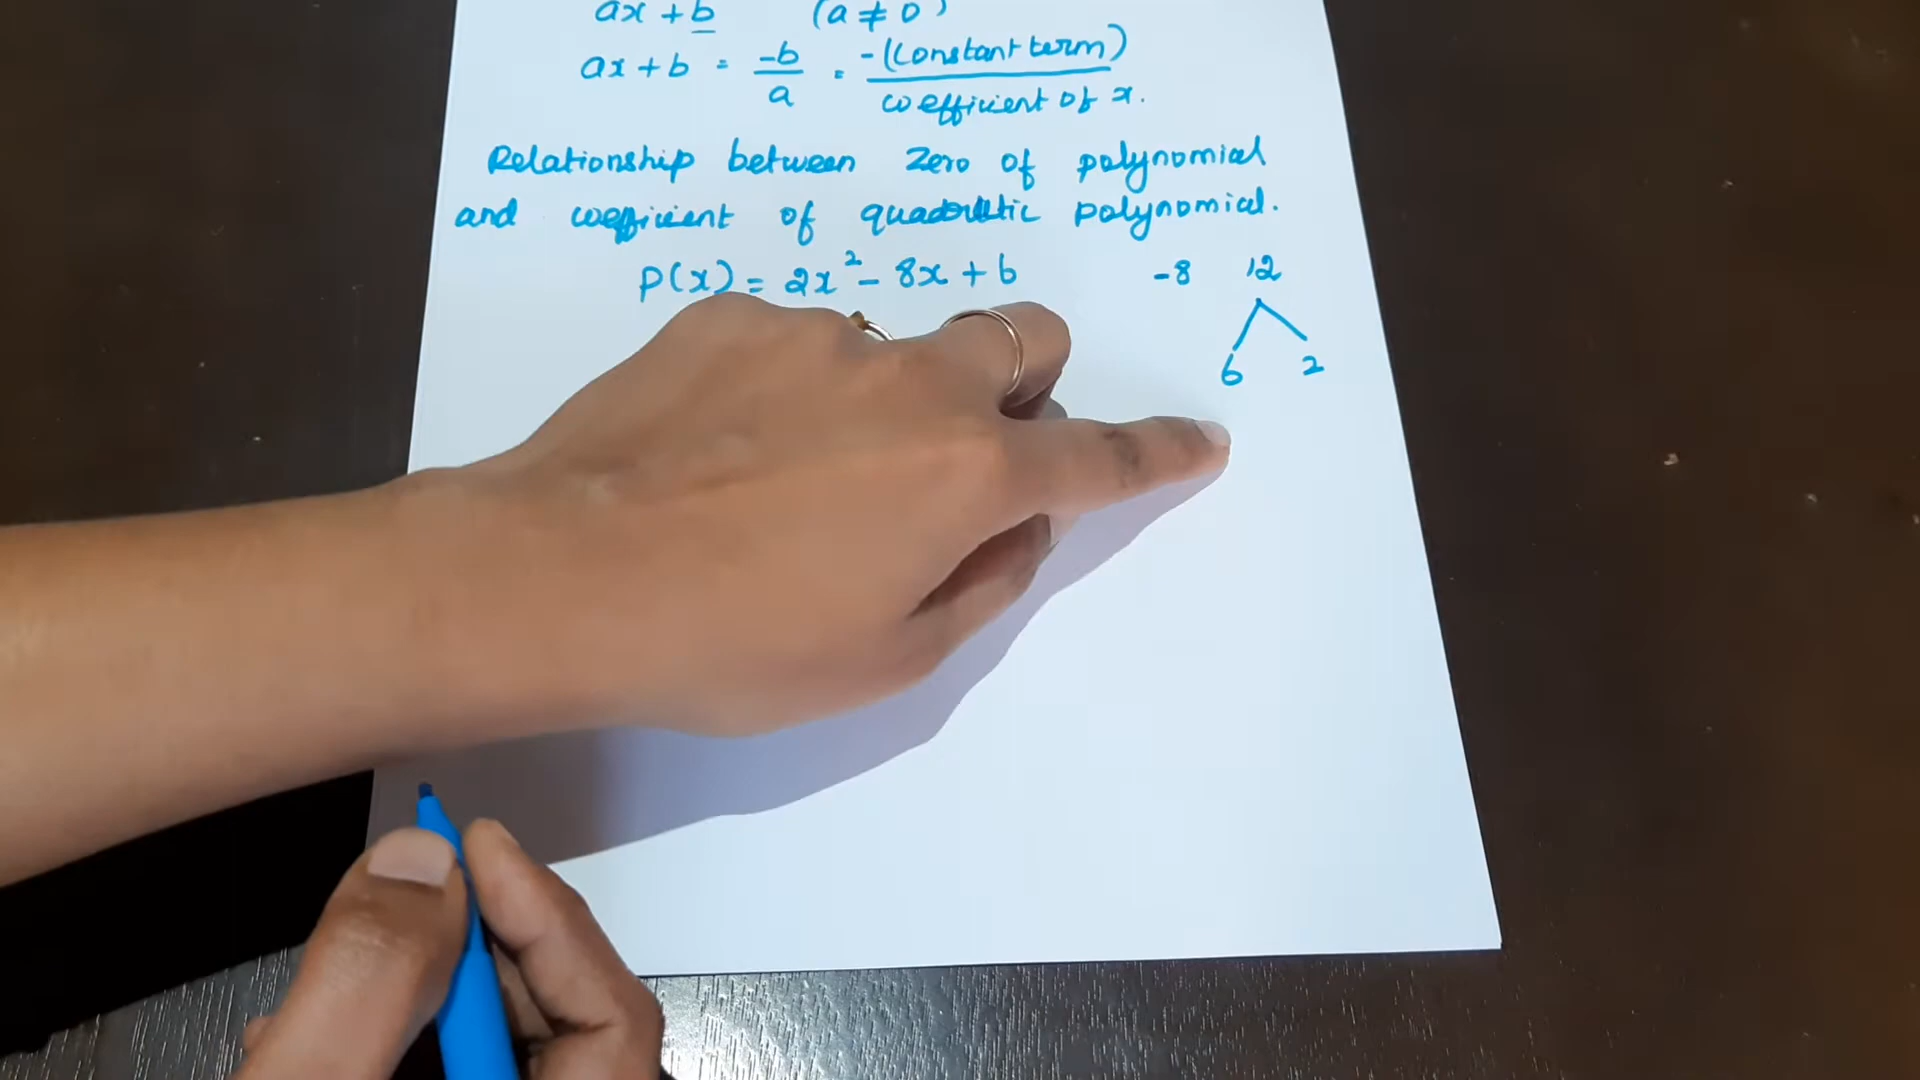 ax + b (a ≠ 0)
ax + b = -b/a = -(Constant term)/coefficient of x.
Relationship between Zero of polynomial
and coefficient of quadratic polynomial.
P(x) = 2x² - 8x + 6 -8 12
6 2